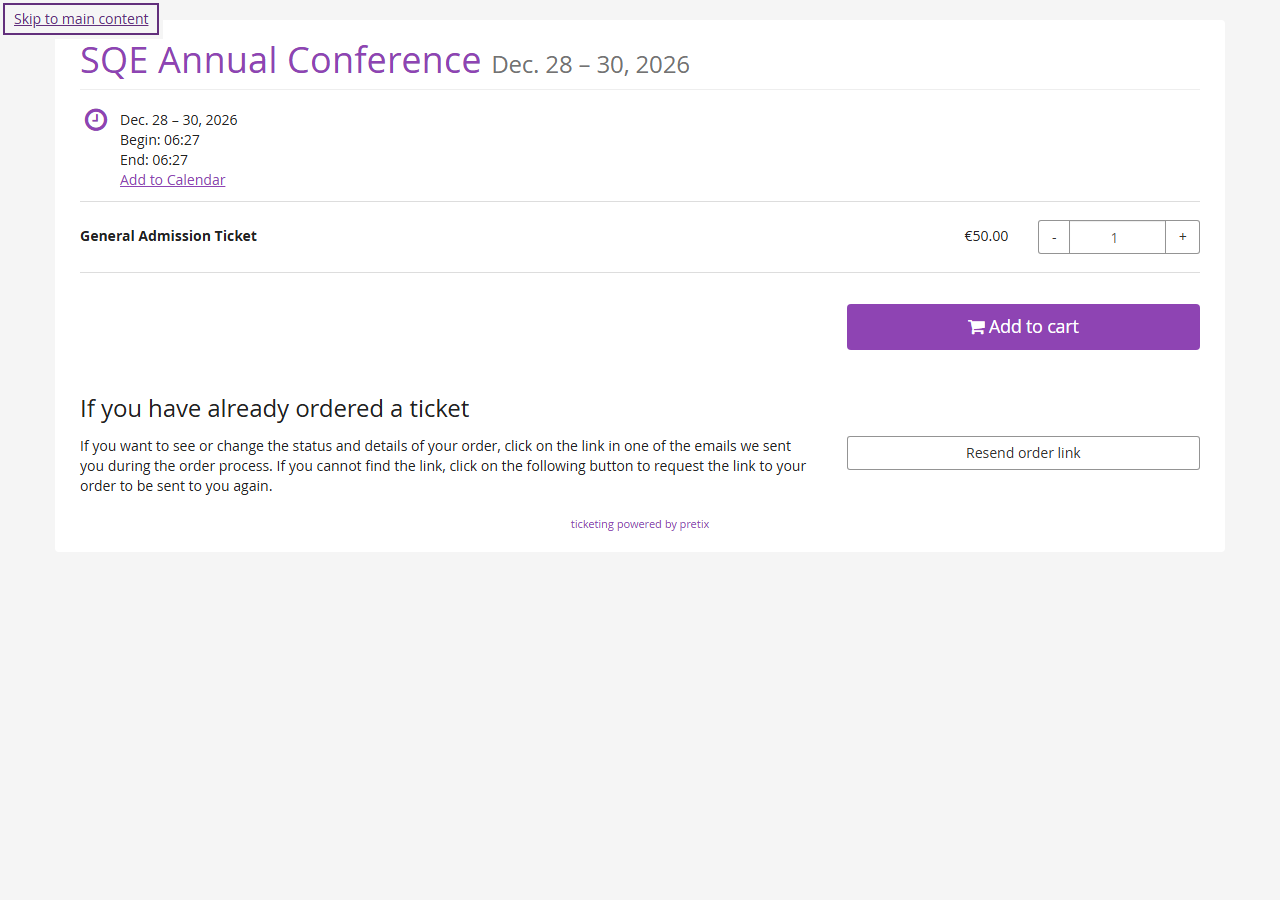 Skip to main content
SQE Annual Conference Dec. 28 – 30, 2026
Dec. 28 – 30, 2026
Begin: 06:27
End: 06:27
Add to Calendar
General Admission Ticket €50.00 - 1 +
Add to cart
If you have already ordered a ticket
If you want to see or change the status and details of your order, click on the link in one of the emails we sent
you during the order process. If you cannot find the link, click on the following button to request the link to your
order to be sent to you again.
Resend order link
ticketing powered by pretix